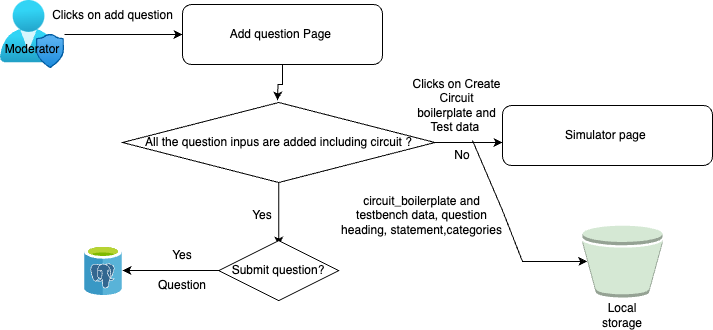 Clicks on add question
Moderator
Add question Page
Clicks on Create
Circuit
boilerplate and
Test data
All the question inpus are added including circuit ?
Simulator page
No
circuit_boilerplate and
testbench data, question
heading, statement,categories
Yes
Yes
Submit question?
Question
Local
storage